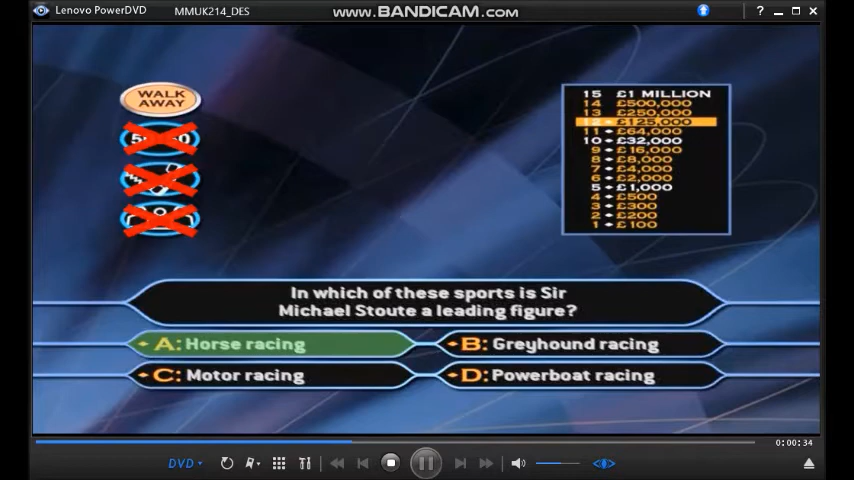 Lenovo PowerDVD
MMUK214_DES
www.BANDICAM.com
?
WALK AWAY
15 £1 MILLION
14 £500,000
13 £250,000
12 £125,000
11 £64,000
10 £32,000
9 £16,000
8 £8,000
7 £4,000
6 £2,000
5 £1,000
4 £500
3 £300
2 £200
1 £100
In which of these sports is Sir
Michael Stoute a leading figure?
A: Horse racing
B: Greyhound racing
C: Motor racing
D: Powerboat racing
0:00:34
DVD